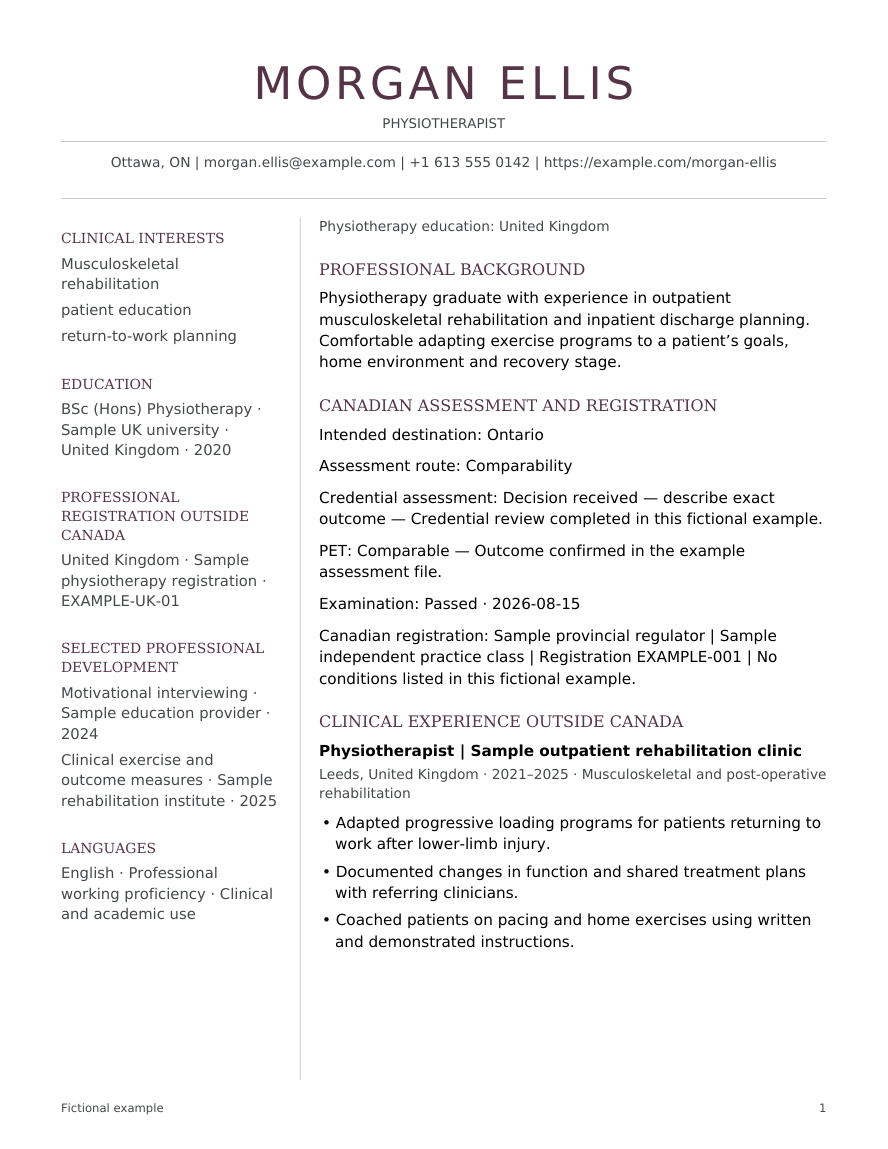 MORGAN ELLIS
PHYSIOTHERAPIST
Ottawa, ON | morgan.ellis@example.com | +1 613 555 0142 | https://example.com/morgan-ellis
CLINICAL INTERESTS
Musculoskeletal
rehabilitation
patient education
return-to-work planning
EDUCATION
BSc (Hons) Physiotherapy ·
Sample UK university ·
United Kingdom · 2020
PROFESSIONAL
REGISTRATION OUTSIDE
CANADA
United Kingdom · Sample
physiotherapy registration ·
EXAMPLE-UK-01
SELECTED PROFESSIONAL
DEVELOPMENT
Motivational interviewing ·
Sample education provider ·
2024
Clinical exercise and
outcome measures · Sample
rehabilitation institute · 2025
LANGUAGES
English · Professional
working proficiency · Clinical
and academic use
Physiotherapy education: United Kingdom
PROFESSIONAL BACKGROUND
Physiotherapy graduate with experience in outpatient
musculoskeletal rehabilitation and inpatient discharge planning.
Comfortable adapting exercise programs to a patient’s goals,
home environment and recovery stage.
CANADIAN ASSESSMENT AND REGISTRATION
Intended destination: Ontario
Assessment route: Comparability
Credential assessment: Decision received — describe exact
outcome — Credential review completed in this fictional example.
PET: Comparable — Outcome confirmed in the example
assessment file.
Examination: Passed · 2026-08-15
Canadian registration: Sample provincial regulator | Sample
independent practice class | Registration EXAMPLE-001 | No
conditions listed in this fictional example.
CLINICAL EXPERIENCE OUTSIDE CANADA
Physiotherapist | Sample outpatient rehabilitation clinic
Leeds, United Kingdom · 2021–2025 · Musculoskeletal and post-operative
rehabilitation
• Adapted progressive loading programs for patients returning to
work after lower-limb injury.
• Documented changes in function and shared treatment plans
with referring clinicians.
• Coached patients on pacing and home exercises using written
and demonstrated instructions.
Fictional example
1